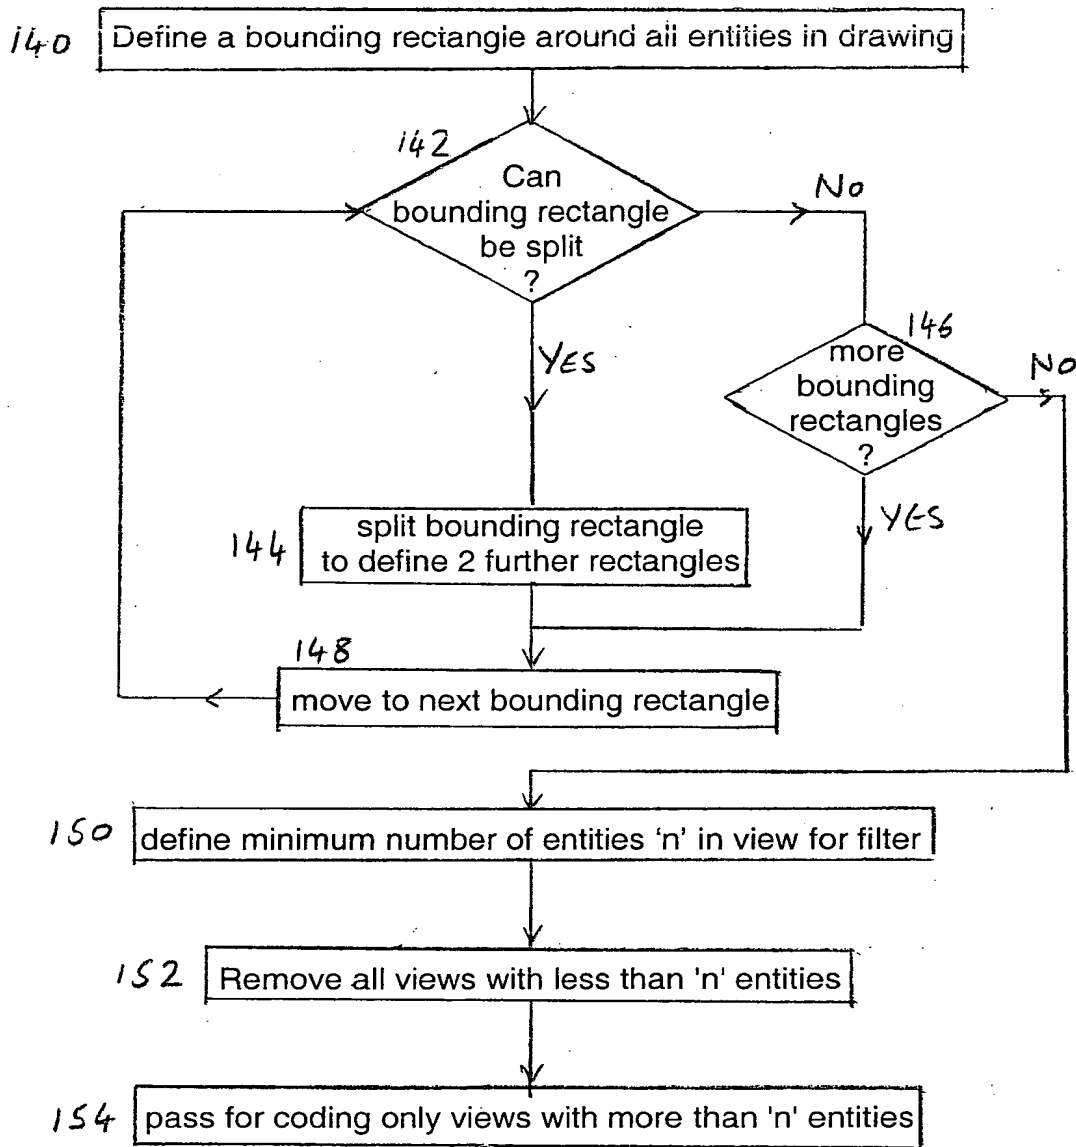 140 Define a bounding rectangle around all entities in drawing
142
Can
bounding rectangle
be split
?
No
YES
146
more
bounding
rectangles
?
No
YES
144
split bounding rectangle
to define 2 further rectangles
148
move to next bounding rectangle
150 define minimum number of entities 'n' in view for filter
152 Remove all views with less than 'n' entities
154 pass for coding only views with more than 'n' entities